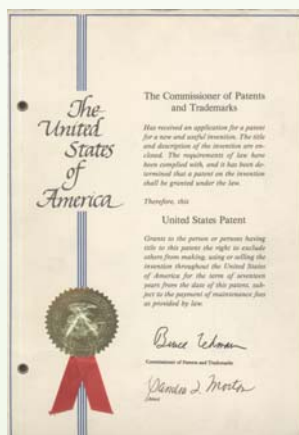 The
United
States
of
America
The Commissioner of Patents
and Trademarks
Has received an application for a patent
for a new and useful invention. The title
and description of the invention are en-
closed. The requirements of law have
been complied with, and it has been de-
termined that a patent on the invention
shall be granted under the law.
Therefore, this
United States Patent
Grants to the person or persons having
title to this patent the right to exclude
others from making, using or selling the
invention throughout the United States
of America for the term of seventeen
years from the date of this patent, sub-
ject to the payment of maintenance fees
as provided by law.
Bruce Lehman
Commissioner of Patents and Trademarks
Sandra L. Morton
Attest